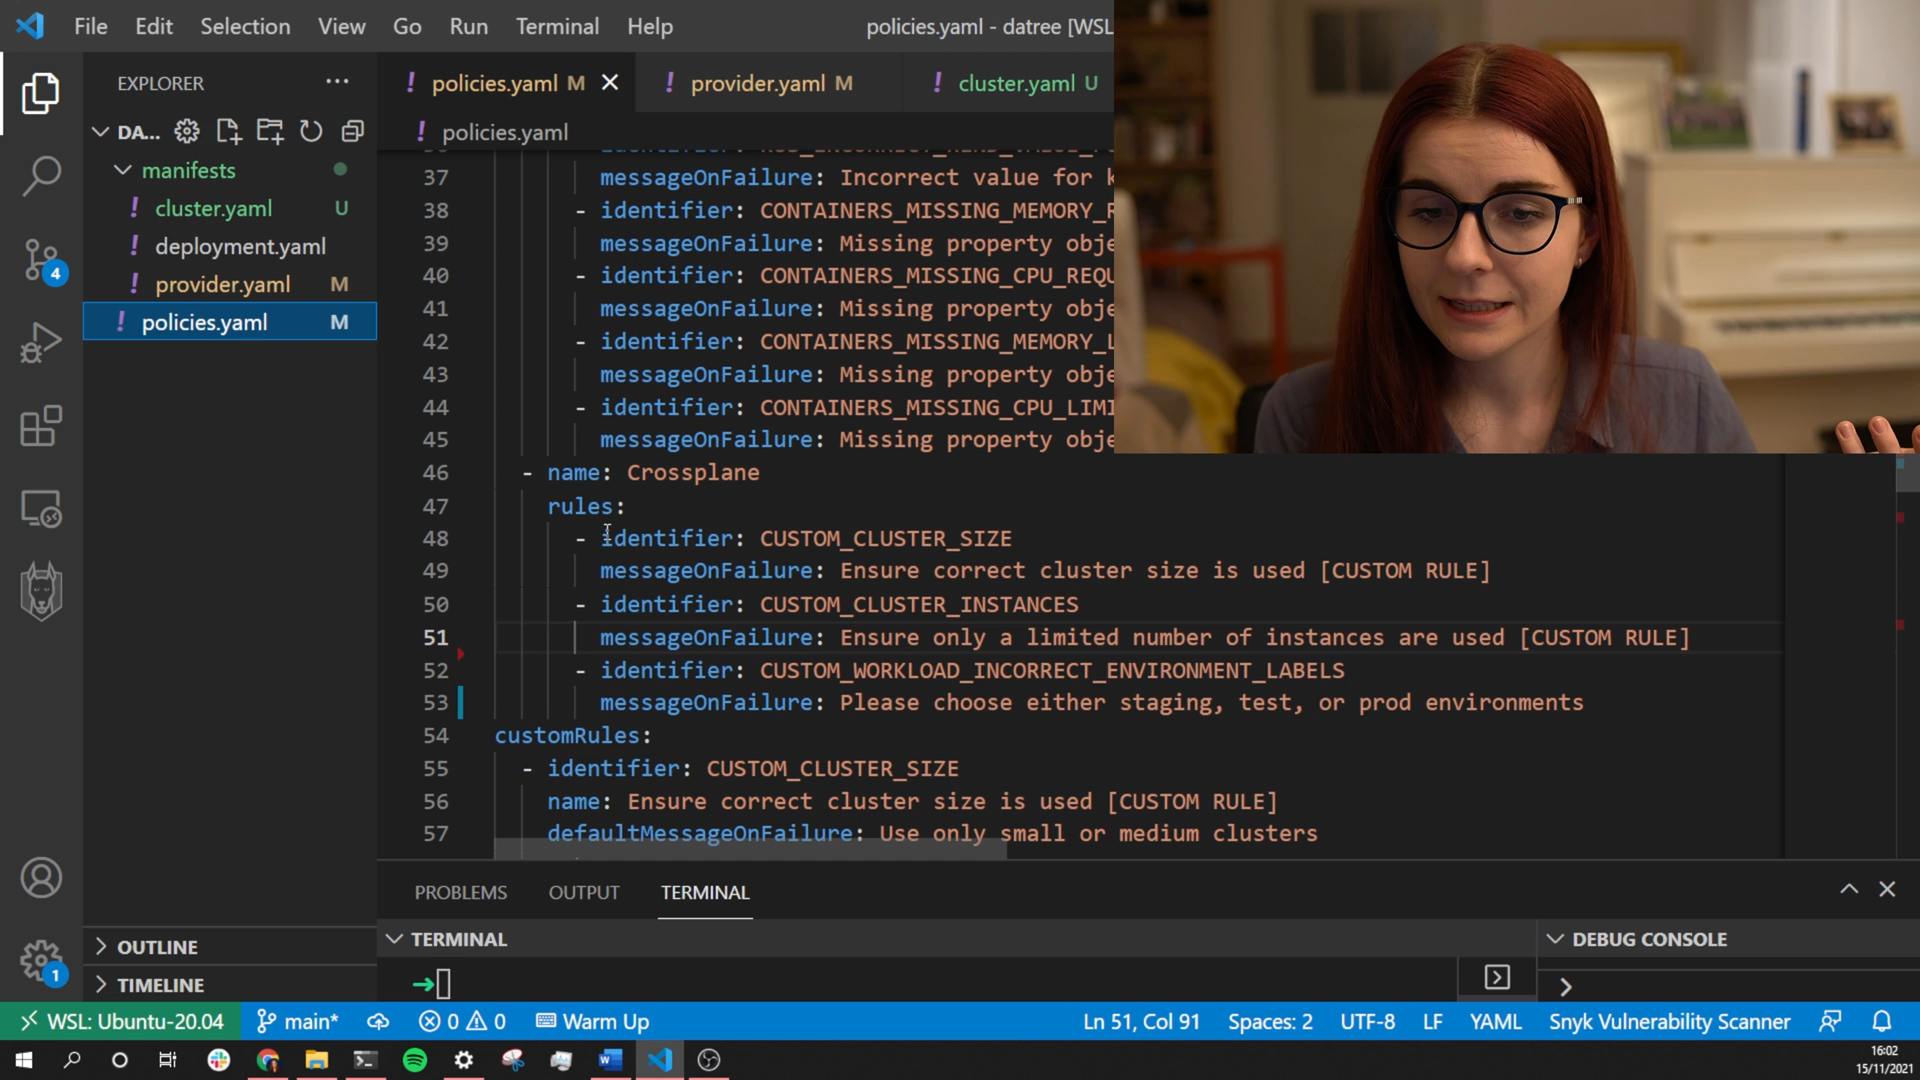 File Edit Selection View Go Run Terminal Help
policies.yaml - datree [WSL
EXPLORER
policies.yaml M
provider.yaml M
cluster.yaml U
DA...
policies.yaml
manifests
cluster.yaml U
deployment.yaml
provider.yaml M
policies.yaml M
37 messageOnFailure: Incorrect value for k
38 - identifier: CONTAINERS_MISSING_MEMORY_R
39 messageOnFailure: Missing property obje
40 - identifier: CONTAINERS_MISSING_CPU_REQU
41 messageOnFailure: Missing property obje
42 - identifier: CONTAINERS_MISSING_MEMORY_L
43 messageOnFailure: Missing property obje
44 - identifier: CONTAINERS_MISSING_CPU_LIMI
45 messageOnFailure: Missing property obje
46 - name: Crossplane
47 rules:
48 - identifier: CUSTOM_CLUSTER_SIZE
49 messageOnFailure: Ensure correct cluster size is used [CUSTOM RULE]
50 - identifier: CUSTOM_CLUSTER_INSTANCES
51 messageOnFailure: Ensure only a limited number of instances are used [CUSTOM RULE]
52 - identifier: CUSTOM_WORKLOAD_INCORRECT_ENVIRONMENT_LABELS
53 messageOnFailure: Please choose either staging, test, or prod environments
54 customRules:
55 - identifier: CUSTOM_CLUSTER_SIZE
56 name: Ensure correct cluster size is used [CUSTOM RULE]
57 defaultMessageOnFailure: Use only small or medium clusters
4
1
OUTLINE
TIMELINE
PROBLEMS OUTPUT TERMINAL
TERMINAL
DEBUG CONSOLE
WSL: Ubuntu-20.04 main* 0 0 Warm Up Ln 51, Col 91 Spaces: 2 UTF-8 LF YAML Snyk Vulnerability Scanner
16:02
15/11/2021